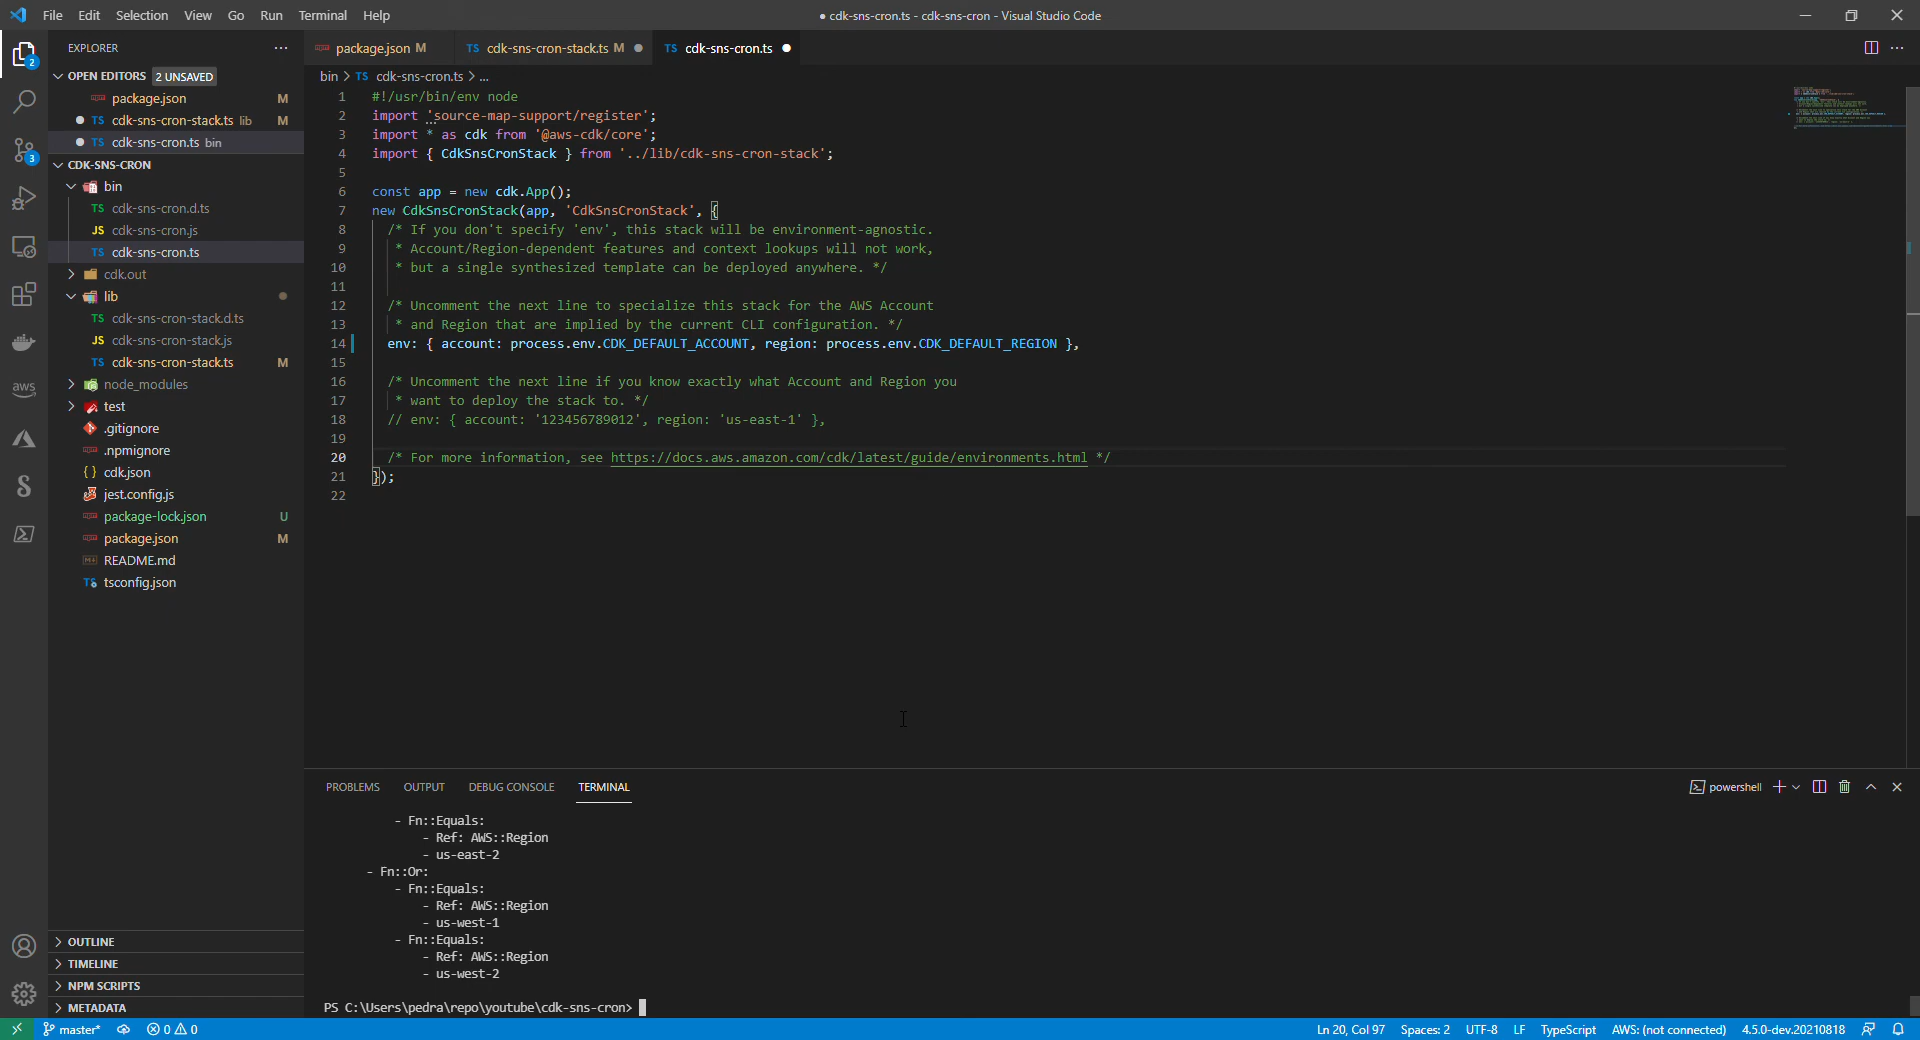 File Edit Selection View Go Run Terminal Help
● cdk-sns-cron.ts - cdk-sns-cron - Visual Studio Code
2
3
aws
EXPLORER
OPEN EDITORS 2 UNSAVED
package.json M
TS cdk-sns-cron-stack.ts lib M
TS cdk-sns-cron.ts bin
CDK-SNS-CRON
bin
TS cdk-sns-cron.d.ts
JS cdk-sns-cron.js
TS cdk-sns-cron.ts
cdk.out
lib
TS cdk-sns-cron-stack.d.ts
JS cdk-sns-cron-stack.js
TS cdk-sns-cron-stack.ts M
node_modules
test
.gitignore
.npmignore
cdk.json
jest.config.js
package-lock.json U
package.json M
README.md
TS tsconfig.json
OUTLINE
TIMELINE
NPM SCRIPTS
METADATA
package.json M
TS cdk-sns-cron-stack.ts M
TS cdk-sns-cron.ts
bin > TS cdk-sns-cron.ts > ...
1 #!/usr/bin/env node
2 import 'source-map-support/register';
3 import * as cdk from '@aws-cdk/core';
4 import { CdkSnsCronStack } from '../lib/cdk-sns-cron-stack';
5
6 const app = new cdk.App();
7 new CdkSnsCronStack(app, 'CdkSnsCronStack', {
8 /* If you don't specify 'env', this stack will be environment-agnostic.
9 * Account/Region-dependent features and context lookups will not work,
10 * but a single synthesized template can be deployed anywhere. */
11
12 /* Uncomment the next line to specialize this stack for the AWS Account
13 * and Region that are implied by the current CLI configuration. */
14 env: { account: process.env.CDK_DEFAULT_ACCOUNT, region: process.env.CDK_DEFAULT_REGION },
15
16 /* Uncomment the next line if you know exactly what Account and Region you
17 * want to deploy the stack to. */
18 // env: { account: '123456789012', region: 'us-east-1' },
19
20 /* For more information, see https://docs.aws.amazon.com/cdk/latest/guide/environments.html */
21 });
22
PROBLEMS OUTPUT DEBUG CONSOLE TERMINAL
powershell
- Fn::Equals:
- Ref: AWS::Region
- us-east-2
- Fn::Or:
- Fn::Equals:
- Ref: AWS::Region
- us-west-1
- Fn::Equals:
- Ref: AWS::Region
- us-west-2
PS C:\Users\pedra\repo\youtube\cdk-sns-cron>
master* 0 0
Ln 20, Col 97 Spaces: 2 UTF-8 LF TypeScript AWS: (not connected) 4.5.0-dev.20210818